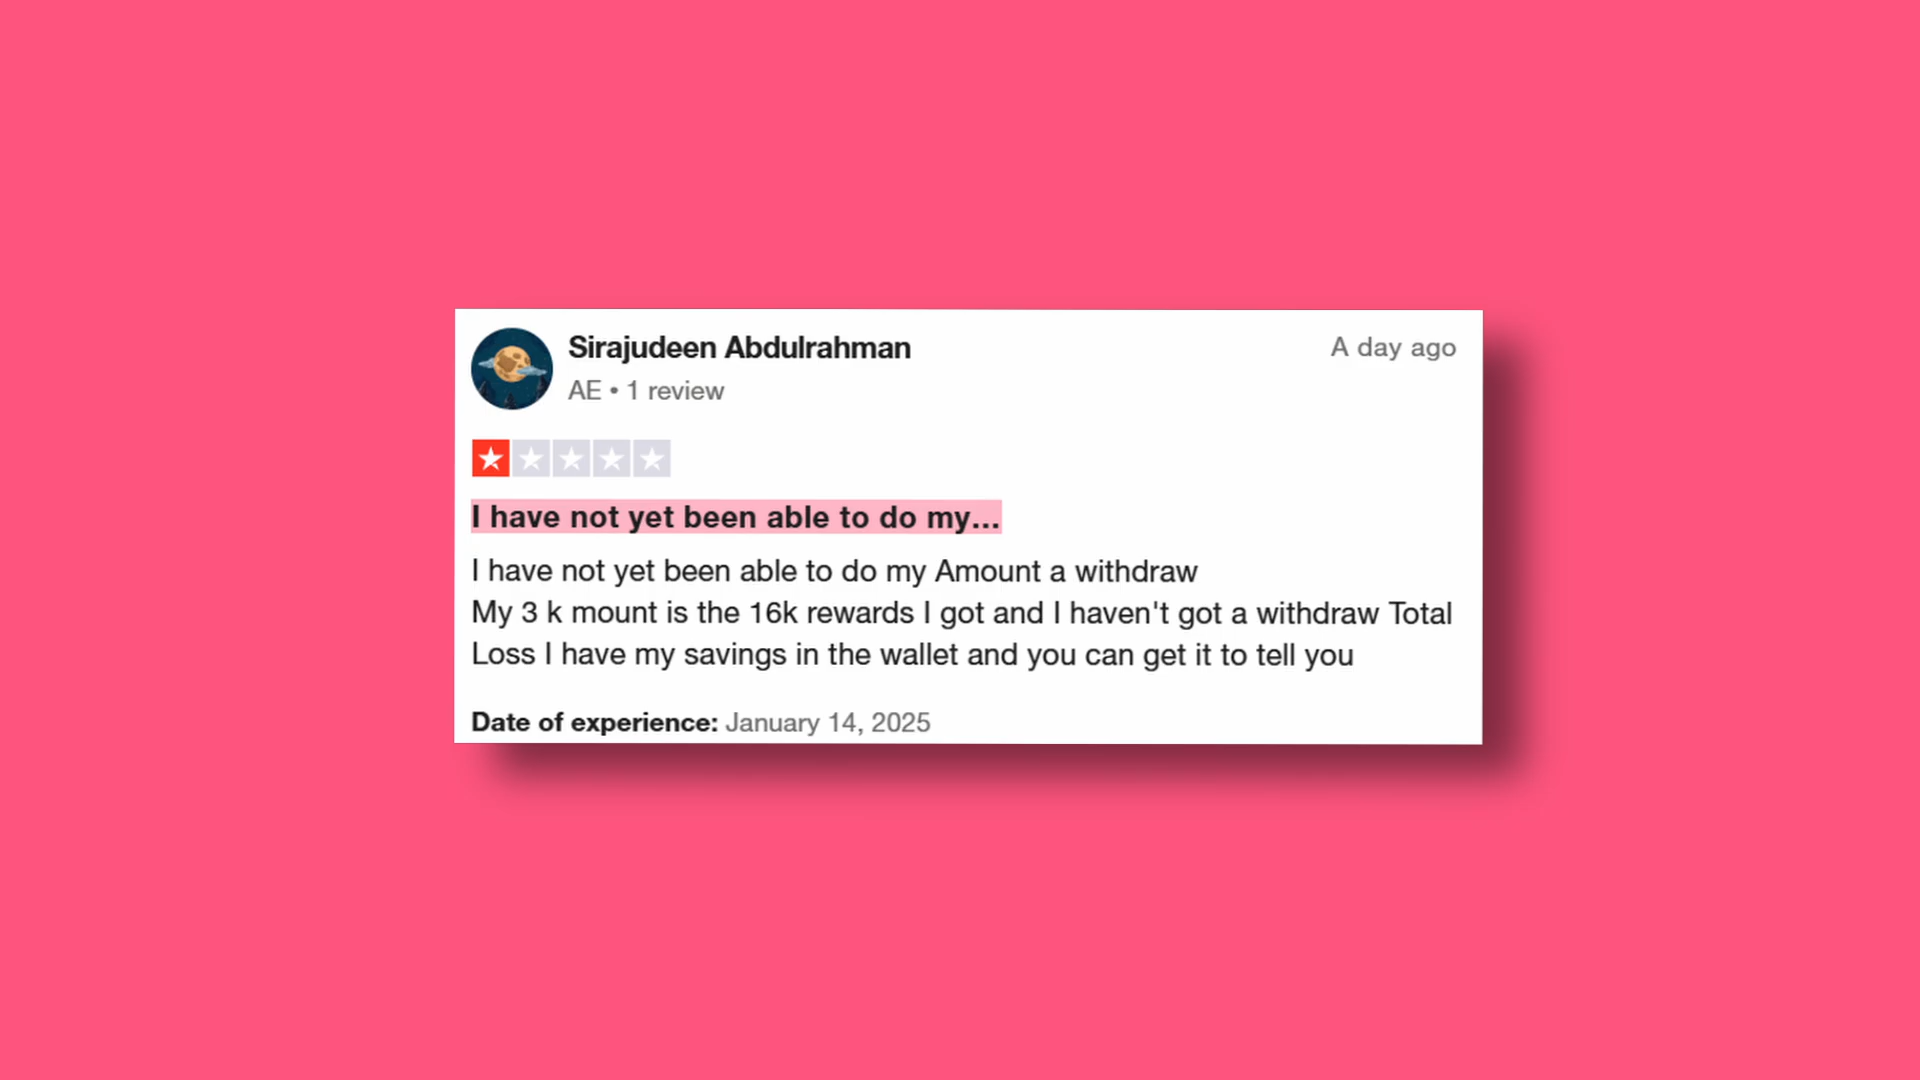 Sirajudeen Abdulrahman
A day ago
AE • 1 review
I have not yet been able to do my...
I have not yet been able to do my Amount a withdraw
My 3 k mount is the 16k rewards I got and I haven't got a withdraw Total
Loss I have my savings in the wallet and you can get it to tell you
Date of experience: January 14, 2025